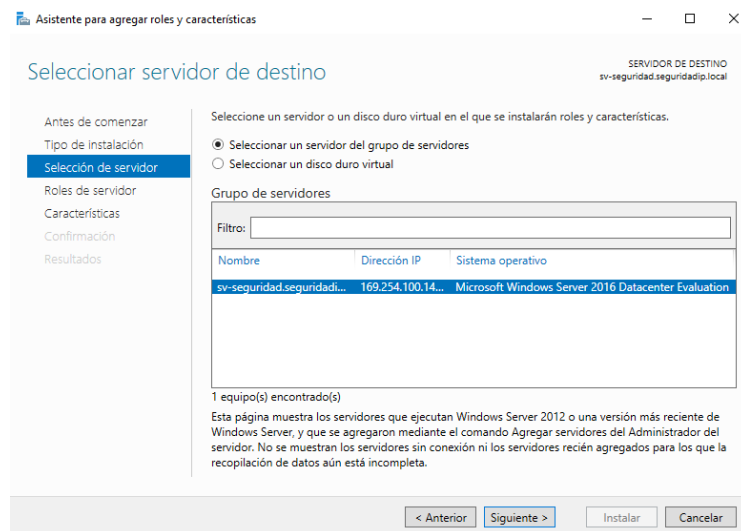 Asistente para agregar roles y características
Seleccionar servidor de destino
SERVIDOR DE DESTINO
sv-seguridad.seguridadip.local
Antes de comenzar
Tipo de instalación
Selección de servidor
Roles de servidor
Características
Confirmación
Resultados
Seleccione un servidor o un disco duro virtual en el que se instalarán roles y características.
Seleccionar un servidor del grupo de servidores
Seleccionar un disco duro virtual
Grupo de servidores
Filtro:
Nombre Dirección IP Sistema operativo
sv-seguridad.seguridadi... 169.254.100.14... Microsoft Windows Server 2016 Datacenter Evaluation
1 equipo(s) encontrado(s)
Esta página muestra los servidores que ejecutan Windows Server 2012 o una versión más reciente de
Windows Server, y que se agregaron mediante el comando Agregar servidores del Administrador del
servidor. No se muestran los servidores sin conexión ni los servidores recién agregados para los que la
recopilación de datos aún está incompleta.
< Anterior Siguiente > Instalar Cancelar